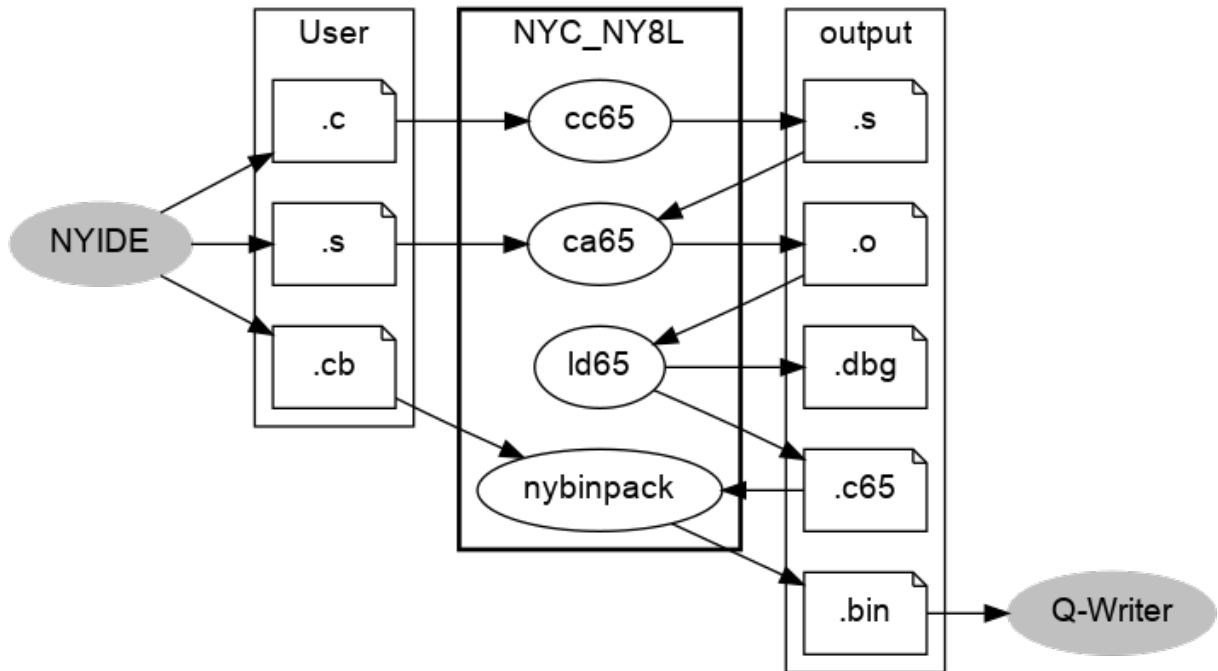 User
NYC_NY8L
output
.c
cc65
.s
NYIDE
.s
ca65
.o
.cb
ld65
.dbg
nybinpack
.c65
.bin
Q-Writer